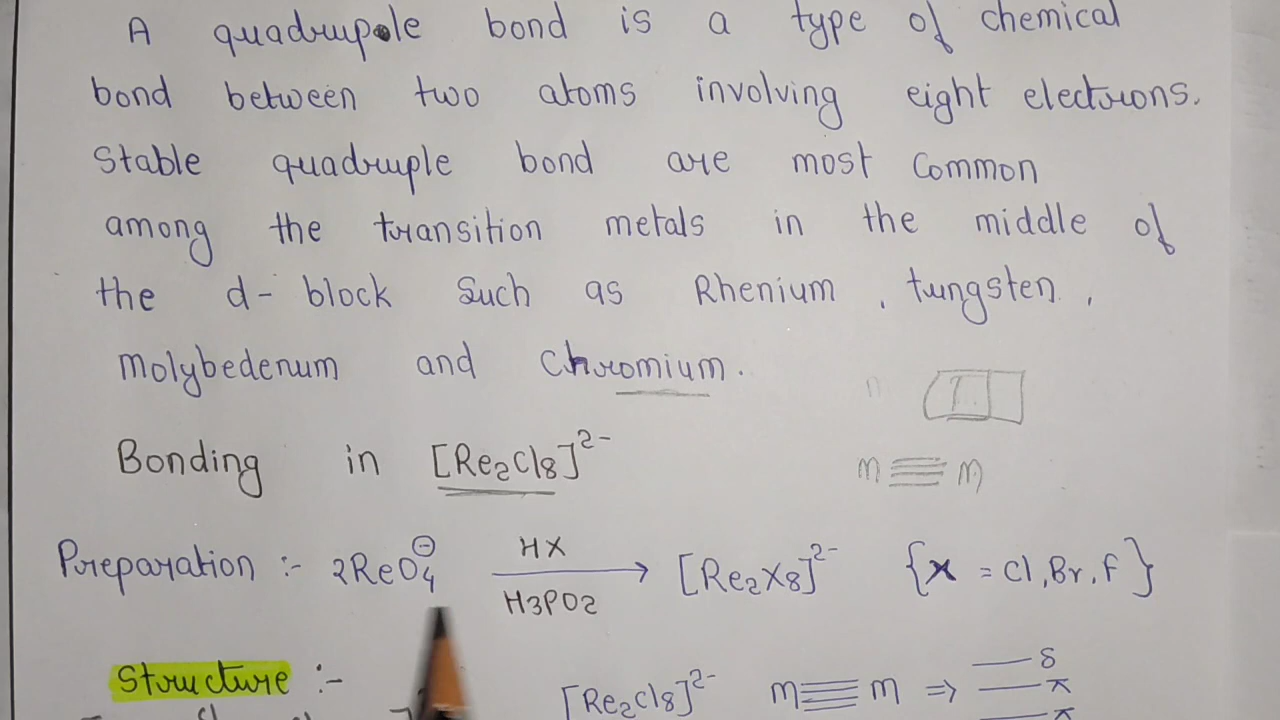 A quadrupole bond is a type of chemical
bond between two atoms involving eight electrons.
Stable quadruple bond are most Common
among the transition metals in the middle of
the d-block Such as Rhenium, tungsten,
Molybedenum and Chromium.
Bonding in [Re₂Cl₈]²⁻
m≣m
Preparation :- 2ReO₄⊖ HX H₃PO₂ → [Re₂X₈]²⁻ {X = Cl, Br, F}
Structure :- [Re₂Cl₈]²⁻ m≣m ⇒ — δ
— π
— π
Cl